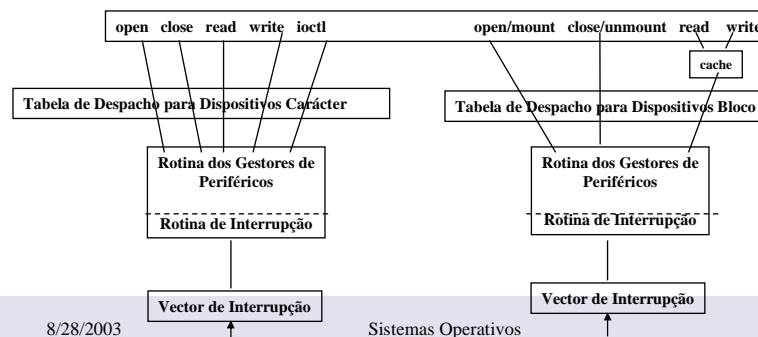 open close read write ioctl open/mount close/unmount read write
cache
Tabela de Despacho para Dispositivos Carácter Tabela de Despacho para Dispositivos Bloco
Rotina dos Gestores de
Periféricos
Rotina de Interrupção
Rotina dos Gestores de
Periféricos
Rotina de Interrupção
Vector de Interrupção Vector de Interrupção
8/28/2003 Sistemas Operativos